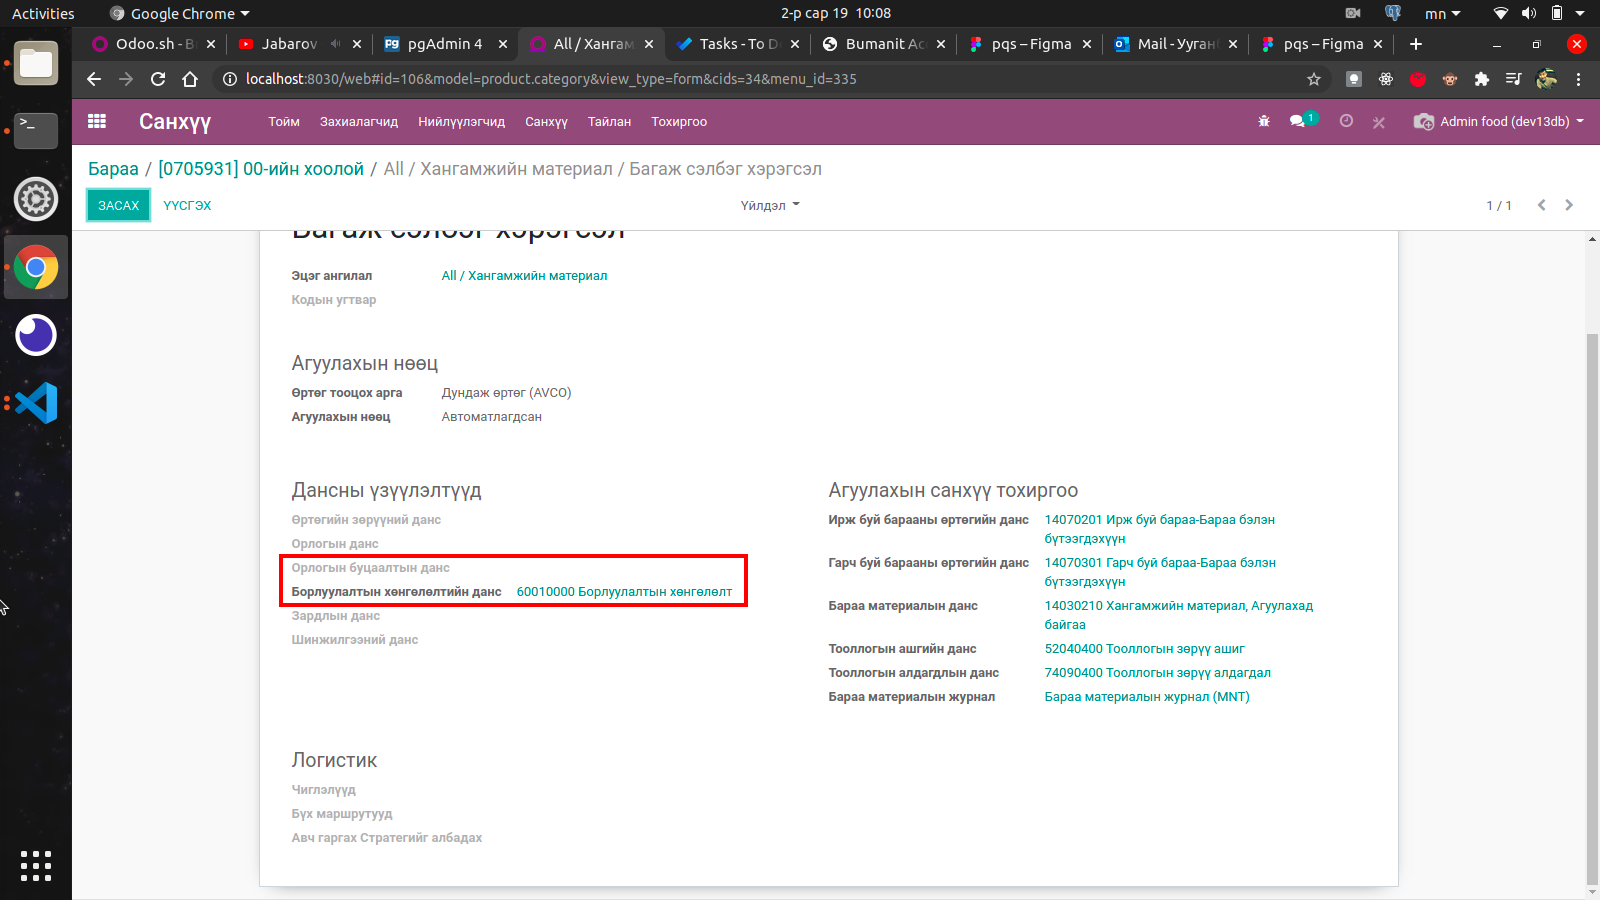 Activities
Google Chrome
2-р сар 19 10:08
mn
Odoo.sh - B
Jabarov
pgAdmin 4
All / Хангам
Tasks - To D
Bumanit Ac
pqs – Figma
Mail - Ууган
pqs – Figma
localhost:8030/web#id=106&model=product.category&view_type=form&cids=34&menu_id=335
Санхүү
Тойм
Захиалагчид
Нийлүүлэгчид
Санхүү
Тайлан
Тохиргоо
1
Admin food (dev13db)
Бараа / [0705931] 00-ийн хоолой / All / Хангамжийн материал / Багаж сэлбэг хэрэгсэл
ЗАСАХ
ҮҮСГЭХ
Үйлдэл
1 / 1
Багаж сэлбэг хэрэгсэл
Эцэг ангилал All / Хангамжийн материал
Кодын угтвар
Агуулахын нөөц
Өртөг тооцох арга Дундаж өртөг (AVCO)
Агуулахын нөөц Автоматлагдсан
Дансны үзүүлэлтүүд
Өртөгийн зөрүүний данс
Орлогын данс
Орлогын буцаалтын данс
Борлуулалтын хөнгөлөлтийн данс 60010000 Борлуулалтын хөнгөлөлт
Зардлын данс
Шинжилгээний данс
Агуулахын санхүү тохиргоо
Ирж буй барааны өртөгийн данс 14070201 Ирж буй бараа-Бараа бэлэн
бүтээгдэхүүн
Гарч буй барааны өртөгийн данс 14070301 Гарч буй бараа-Бараа бэлэн
бүтээгдэхүүн
Бараа материалын данс 14030210 Хангамжийн материал, Агуулахад
байгаа
Тооллогын ашгийн данс 52040400 Тооллогын зөрүү ашиг
Тооллогын алдагдлын данс 74090400 Тооллогын зөрүү алдагдал
Бараа материалын журнал Бараа материалын журнал (MNT)
Логистик
Чиглэлүүд
Бүх маршрутууд
Авч гаргах Стратегийг албадах